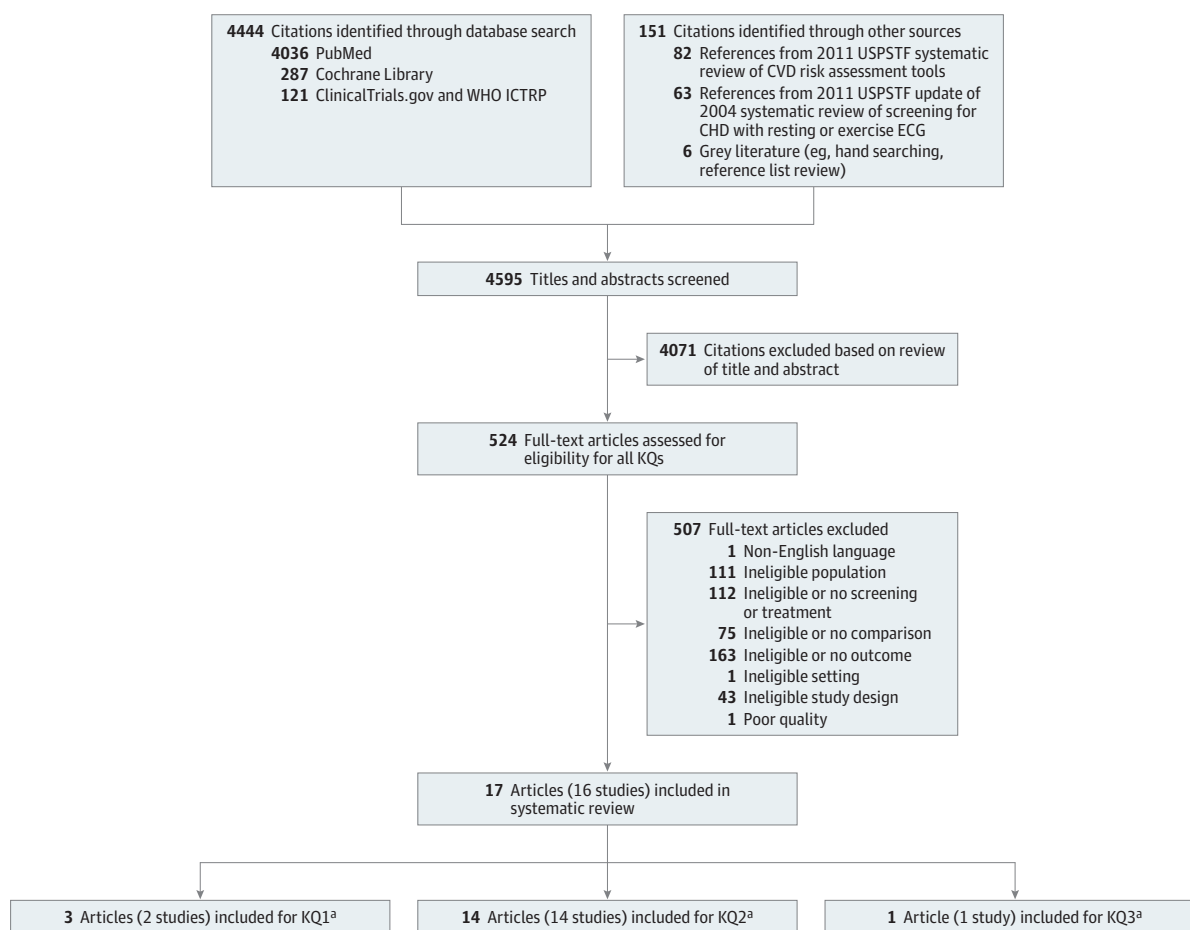 4444 Citations identified through database search
4036 PubMed
287 Cochrane Library
121 ClinicalTrials.gov and WHO ICTRP
151 Citations identified through other sources
82 References from 2011 USPSTF systematic
review of CVD risk assessment tools
63 References from 2011 USPSTF update of
2004 systematic review of screening for
CHD with resting or exercise ECG
6 Grey literature (eg, hand searching,
reference list review)
4595 Titles and abstracts screened
4071 Citations excluded based on review
of title and abstract
524 Full-text articles assessed for
eligibility for all KQs
507 Full-text articles excluded
1 Non-English language
111 Ineligible population
112 Ineligible or no screening
or treatment
75 Ineligible or no comparison
163 Ineligible or no outcome
1 Ineligible setting
43 Ineligible study design
1 Poor quality
17 Articles (16 studies) included in
systematic review
3 Articles (2 studies) included for KQ1a
14 Articles (14 studies) included for KQ2a
1 Article (1 study) included for KQ3a